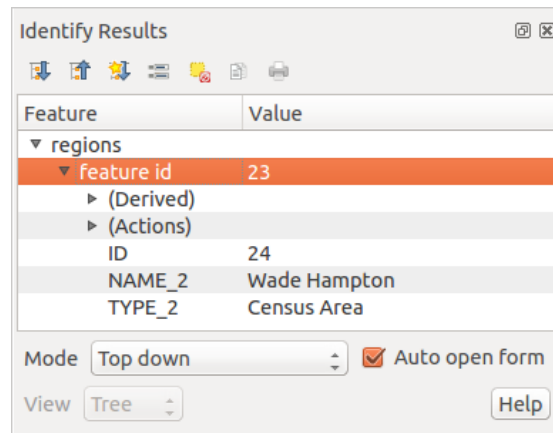 Identify Results
Feature Value
regions
feature id 23
(Derived)
(Actions)
ID 24
NAME_2 Wade Hampton
TYPE_2 Census Area
Mode Top down Auto open form
View Tree Help